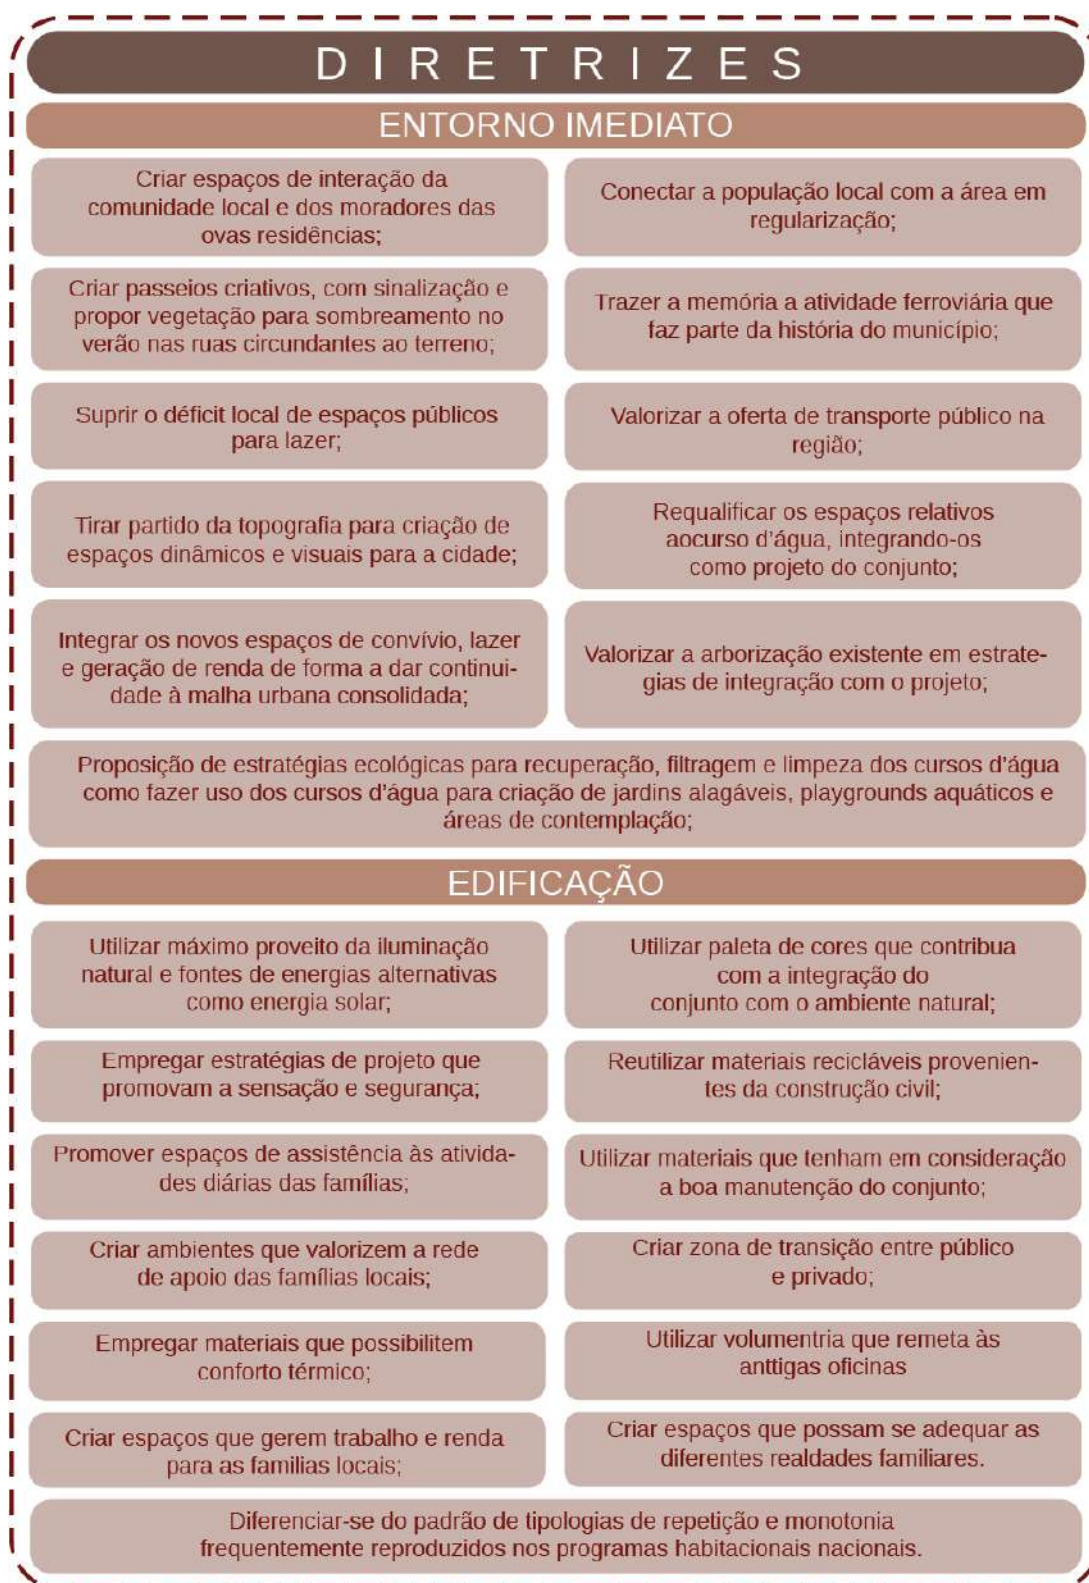 DIRETRIZES
ENTORNO IMEDIATO
Criar espaços de interação da
comunidade local e dos moradores das
ovas residências;
Conectar a população local com a área em
regularização;
Criar passeios criativos, com sinalização e
propor vegetação para sombreamento no
verão nas ruas circundantes ao terreno;
Trazer a memória a atividade ferroviária que
faz parte da história do município;
Suprir o déficit local de espaços públicos
para lazer;
Valorizar a oferta de transporte público na
região;
Tirar partido da topografia para criação de
espaços dinâmicos e visuais para a cidade;
Requalificar os espaços relativos
aocurso d'água, integrando-os
como projeto do conjunto;
Integrar os novos espaços de convívio, lazer
e geração de renda de forma a dar continui-
dade à malha urbana consolidada;
Valorizar a arborização existente em estrate-
gias de integração com o projeto;
Proposição de estratégias ecológicas para recuperação, filtragem e limpeza dos cursos d'água
como fazer uso dos cursos d'água para criação de jardins alagáveis, playgrounds aquáticos e
áreas de contemplação;
EDIFICAÇÃO
Utilizar máximo proveito da iluminação
natural e fontes de energias alternativas
como energia solar;
Utilizar paleta de cores que contribua
com a integração do
conjunto com o ambiente natural;
Empregar estratégias de projeto que
promovam a sensação e segurança;
Reutilizar materiais recicláveis provenien-
tes da construção civil;
Promover espaços de assistência às ativida-
des diárias das famílias;
Utilizar materiais que tenham em consideração
a boa manutenção do conjunto;
Criar ambientes que valorizem a rede
de apoio das famílias locais;
Criar zona de transição entre público
e privado;
Empregar materiais que possibilitem
conforto térmico;
Utilizar volumentria que remeta às
anttigas oficinas
Criar espaços que gerem trabalho e renda
para as familias locais;
Criar espaços que possam se adequar as
diferentes realdades familiares.
Diferenciar-se do padrão de tipologias de repetição e monotonia
frequentemente reproduzidos nos programas habitacionais nacionais.